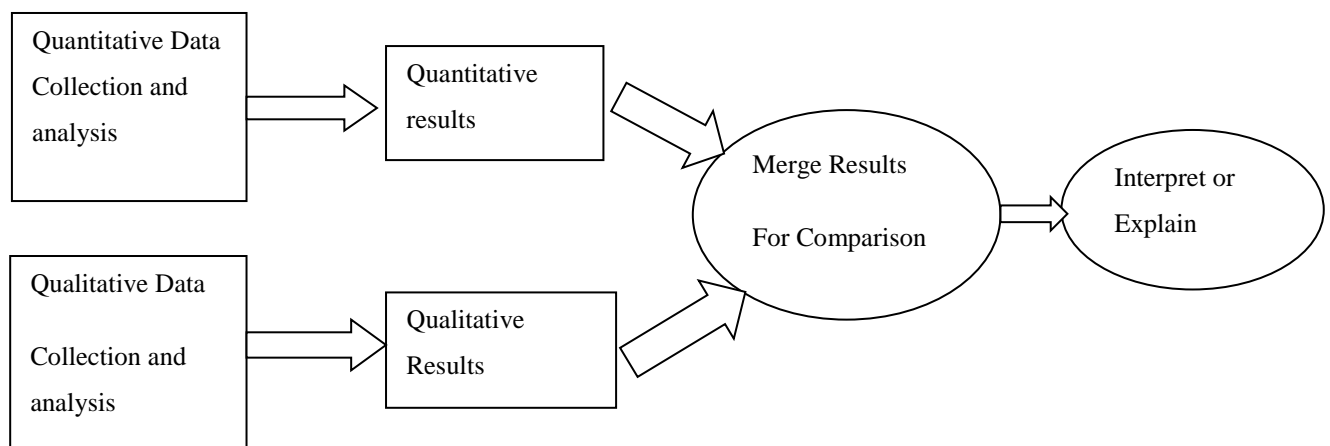 Quantitative Data
Collection and
analysis
Quantitative
results
Merge Results
For Comparison
Interpret or
Explain
Qualitative Data
Collection and
analysis
Qualitative
Results